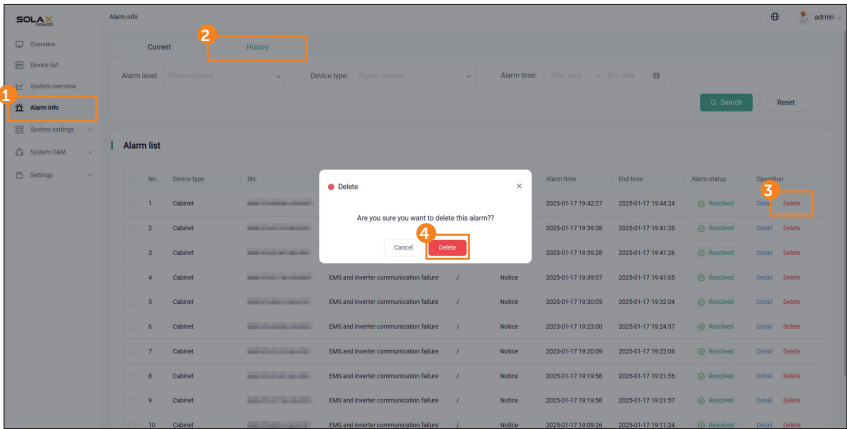 SOLAX
POWER
Alarm info
admin
Overview
Device list
System overview
1
Alarm info
System settings
System O&M
Settings
2
Current
History
Alarm level:
Please choose
Device type:
Please choose
Alarm time:
Start date
-
End date
Search
Reset
Alarm list
No.
Device type
SN
Alarm time
End time
Alarm status
Operation
3
1
Cabinet
2025-01-17 19:42:27
2025-01-17 19:44:24
Resolved
Detail
Delete
2
Cabinet
2025-01-17 19:39:38
2025-01-17 19:41:35
Resolved
Detail
Delete
3
Cabinet
2025-01-17 19:39:28
2025-01-17 19:41:26
Resolved
Detail
Delete
Delete
Are you sure you want to delete this alarm??
4
Cancel
Delete
4
Cabinet
EMS and inverter communication failure
/
Notice
2025-01-17 19:39:07
2025-01-17 19:41:05
Resolved
Detail
Delete
5
Cabinet
EMS and inverter communication failure
/
Notice
2025-01-17 19:30:05
2025-01-17 19:32:04
Resolved
Detail
Delete
6
Cabinet
EMS and inverter communication failure
/
Notice
2025-01-17 19:23:00
2025-01-17 19:24:57
Resolved
Detail
Delete
7
Cabinet
EMS and inverter communication failure
/
Notice
2025-01-17 19:20:09
2025-01-17 19:22:06
Resolved
Detail
Delete
8
Cabinet
EMS and inverter communication failure
/
Notice
2025-01-17 19:19:58
2025-01-17 19:21:55
Resolved
Detail
Delete
9
Cabinet
EMS and inverter communication failure
/
Notice
2025-01-17 19:19:58
2025-01-17 19:21:57
Resolved
Detail
Delete
10
Cabinet
EMS and inverter communication failure
/
Notice
2025-01-17 19:09:26
2025-01-17 19:11:24
Resolved
Detail
Delete